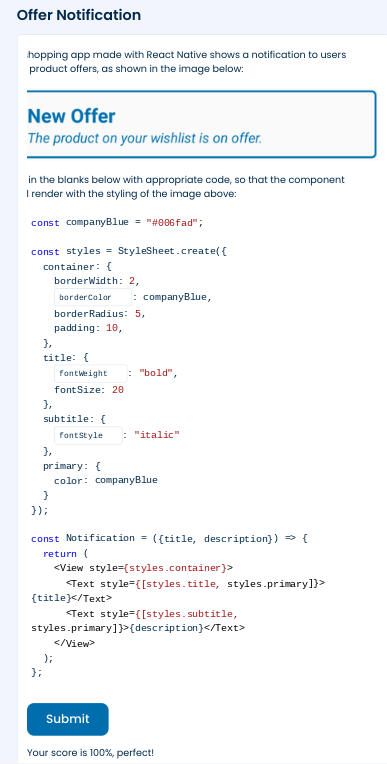 Offer Notification
hopping app made with React Native shows a notification to users
product offers, as shown in the image below:
New Offer
The product on your wishlist is on offer.
in the blanks below with appropriate code, so that the component
l render with the styling of the image above:
const companyBlue = "#006fad";
const styles = StyleSheet.create({
container: {
borderWidth: 2,
borderColor : companyBlue,
borderRadius: 5,
padding: 10,
},
title: {
fontWeight : "bold",
fontSize: 20
},
subtitle: {
fontStyle : "italic"
},
primary: {
color: companyBlue
}
});
const Notification = ({title, description}) => {
return (
<View style={styles.container}>
<Text style={[styles.title, styles.primary]}>
{title}</Text>
<Text style={[styles.subtitle,
styles.primary]}>{description}</Text>
</View>
);
};
Submit
Your score is 100%, perfect!